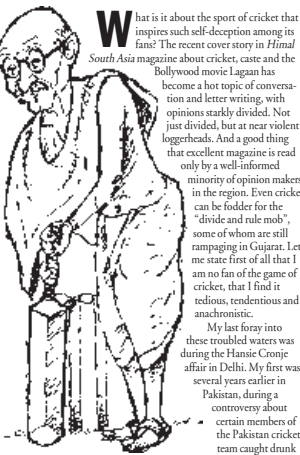 What is it about the sport of cricket that
inspires such self-deception among its
fans? The recent cover story in Himal
South Asia magazine about cricket, caste and the
Bollywood movie Lagaan has
become a hot topic of conversa-
tion and letter writing, with
opinions starkly divided. Not
just divided, but at near violent
loggerheads. And a good thing
that excellent magazine is read
only by a well-informed
minority of opinion makers
in the region. Even cricke
can be fodder for the
“divide and rule mob”,
some of whom are still
rampaging in Gujarat. Let
me state first of all that I
am no fan of the game of
cricket, that I find it
tedious, tendentious and
anachronistic.
My last foray into
these troubled waters was
during the Hansie Cronje
affair in Delhi. My first was
several years earlier in
Pakistan, during a
controversy about
certain members of
the Pakistan cricket
team caught drunk